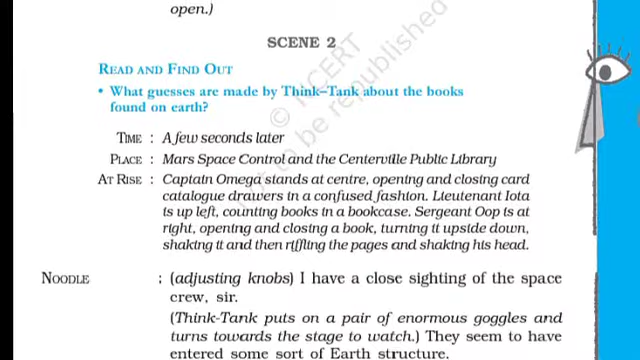 open.)
SCENE 2
READ AND FIND OUT
• What guesses are made by Think–Tank about the books
found on earth?
TIME : A few seconds later
PLACE : Mars Space Control and the Centerville Public Library
AT RISE : Captain Omega stands at centre, opening and closing card
catalogue drawers in a confused fashion. Lieutenant Iota
is up left, counting books in a bookcase. Sergeant Oop is at
right, opening and closing a book, turning it upside down,
shaking it and then riffling the pages and shaking his head.
NOODLE : (adjusting knobs) I have a close sighting of the space
crew, sir.
(Think-Tank puts on a pair of enormous goggles and
turns towards the stage to watch.) They seem to have
entered some sort of Earth structure.
© NCERT
not to be republished